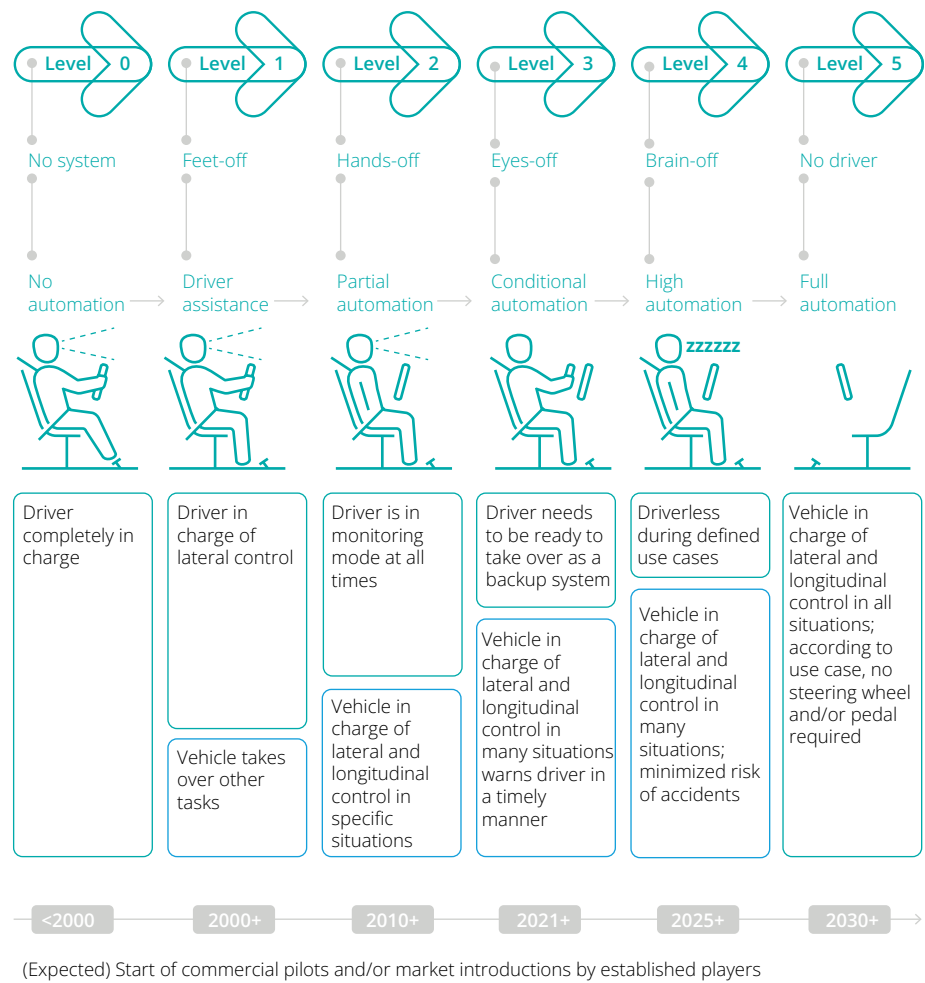 Level 0
Level 1
Level 2
Level 3
Level 4
Level 5
No system
Feet-off
Hands-off
Eyes-off
Brain-off
No driver
No
automation
Driver
assistance
Partial
automation
Conditional
automation
High
automation
Full
automation
zzzzzz
Driver
completely in
charge
Driver in
charge of
lateral control
Vehicle takes
over other
tasks
Driver is in
monitoring
mode at all
times
Vehicle in
charge of
lateral and
longitudinal
control in
specific
situations
Driver needs
to be ready to
take over as a
backup system
Vehicle in
charge of
lateral and
longitudinal
control in
many situations
warns driver in
a timely
manner
Driverless
during defined
use cases
Vehicle in
charge of
lateral and
longitudinal
control in
many
situations;
minimized risk
of accidents
Vehicle in
charge of
lateral and
longitudinal
control in all
situations;
according to
use case, no
steering wheel
and/or pedal
required
<2000
2000+
2010+
2021+
2025+
2030+
(Expected) Start of commercial pilots and/or market introductions by established players